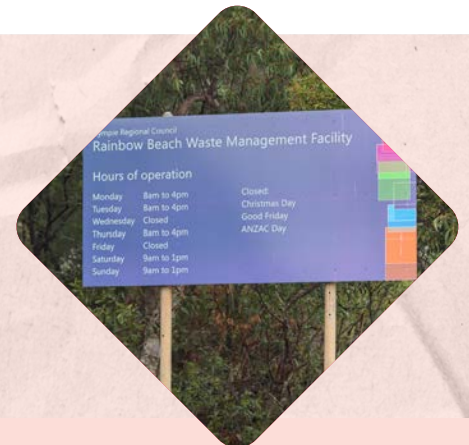 ympie Regional Council
Rainbow Beach Waste Management Facility
Hours of operation
Monday 8am to 4pm
Tuesday 8am to 4pm
Wednesday Closed
Thursday 8am to 4pm
Friday Closed
Saturday 9am to 1pm
Sunday 9am to 1pm
Closed:
Christmas Day
Good Friday
ANZAC Day